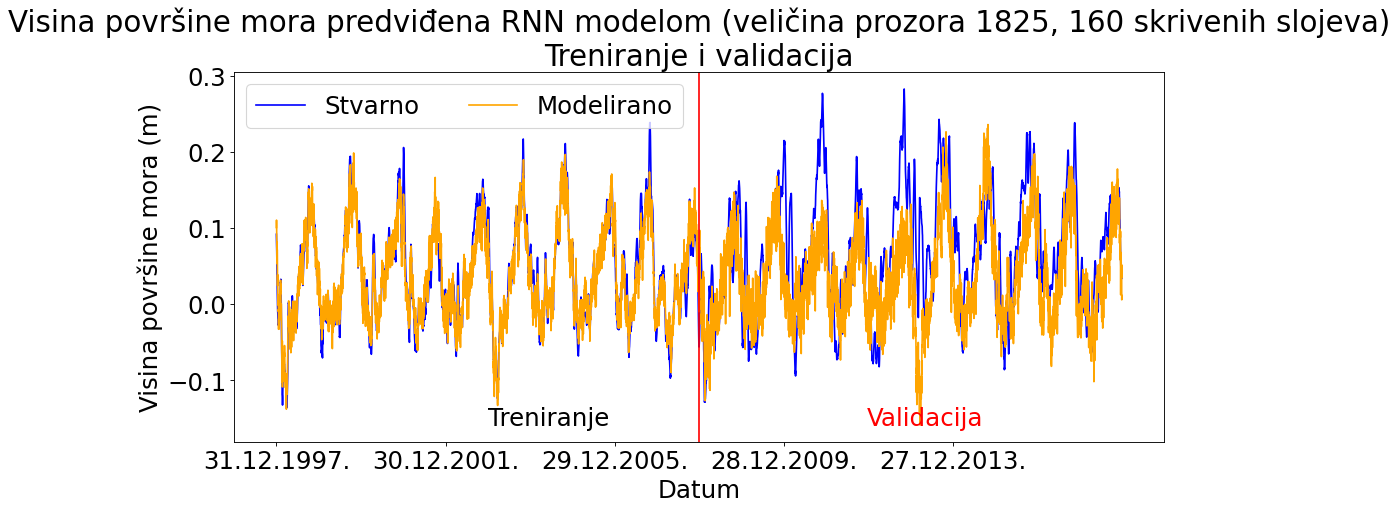 Visina površine mora predviđena RNN modelom (veličina prozora 1825, 160 skrivenih slojeva)
Treniranje i validacija
Visina površine mora (m)
0.3
0.2
0.1
0.0
−0.1
Stvarno
Modelirano
Treniranje
Validacija
31.12.1997.
30.12.2001.
29.12.2005.
28.12.2009.
27.12.2013.
Datum